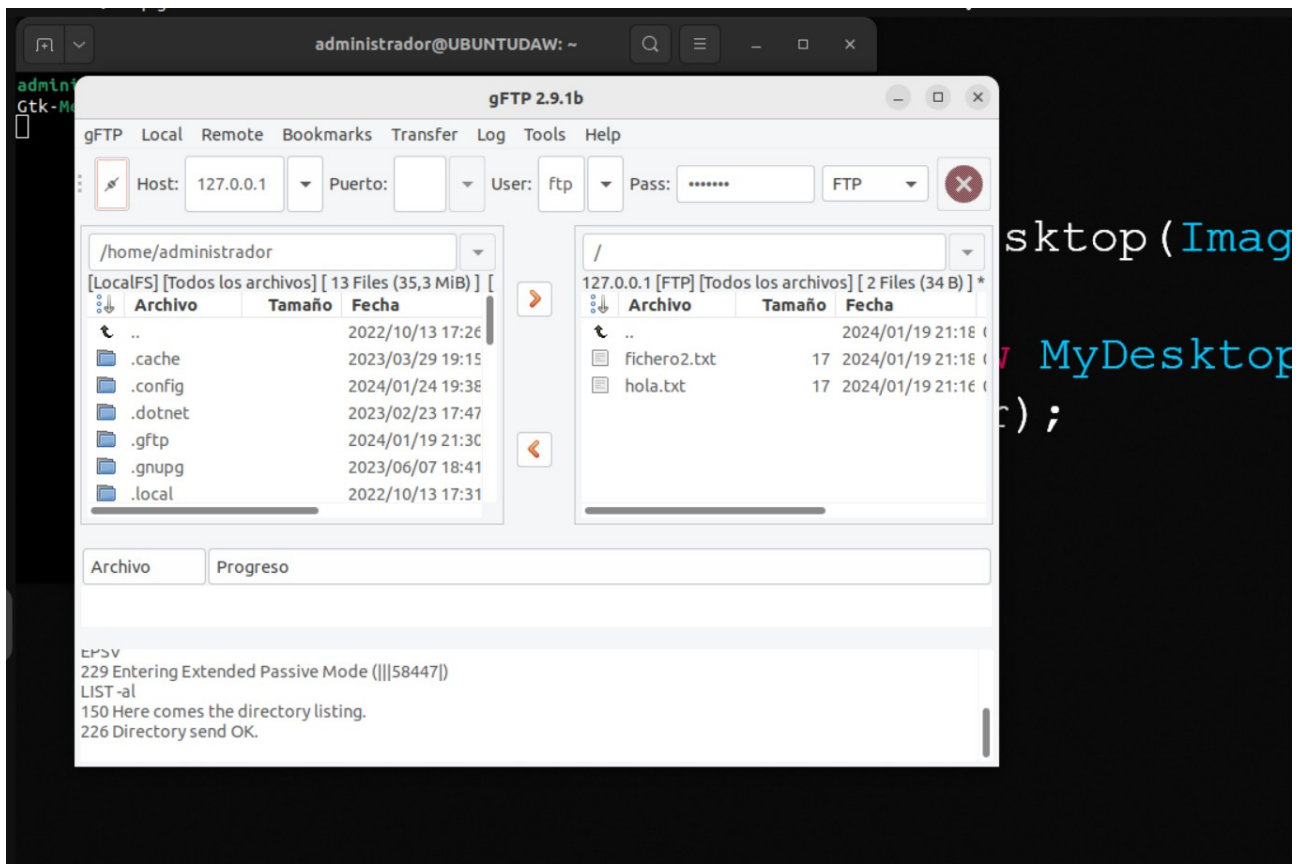 administrador@UBUNTUDAW: ~
admin
Gtk-Me
gFTP 2.9.1b
gFTP Local Remote Bookmarks Transfer Log Tools Help
Host: 127.0.0.1 Puerto: User: ftp Pass: ••••••• FTP
/home/administrador /
[LocalFS] [Todos los archivos] [ 13 Files (35,3 MiB) ] [ 127.0.0.1 [FTP] [Todos los archivos] [ 2 Files (34 B) ] *
Archivo Tamaño Fecha Archivo Tamaño Fecha
.. 2022/10/13 17:26 .. 2024/01/19 21:18
.cache 2023/03/29 19:15 fichero2.txt 17 2024/01/19 21:18
.config 2024/01/24 19:38 hola.txt 17 2024/01/19 21:16
.dotnet 2023/02/23 17:47
.gftp 2024/01/19 21:30
.gnupg 2023/06/07 18:41
.local 2022/10/13 17:31
Archivo Progreso
EPSV
229 Entering Extended Passive Mode (|||58447|)
LIST -al
150 Here comes the directory listing.
226 Directory send OK.
sktop(Imag
w MyDesktop
);